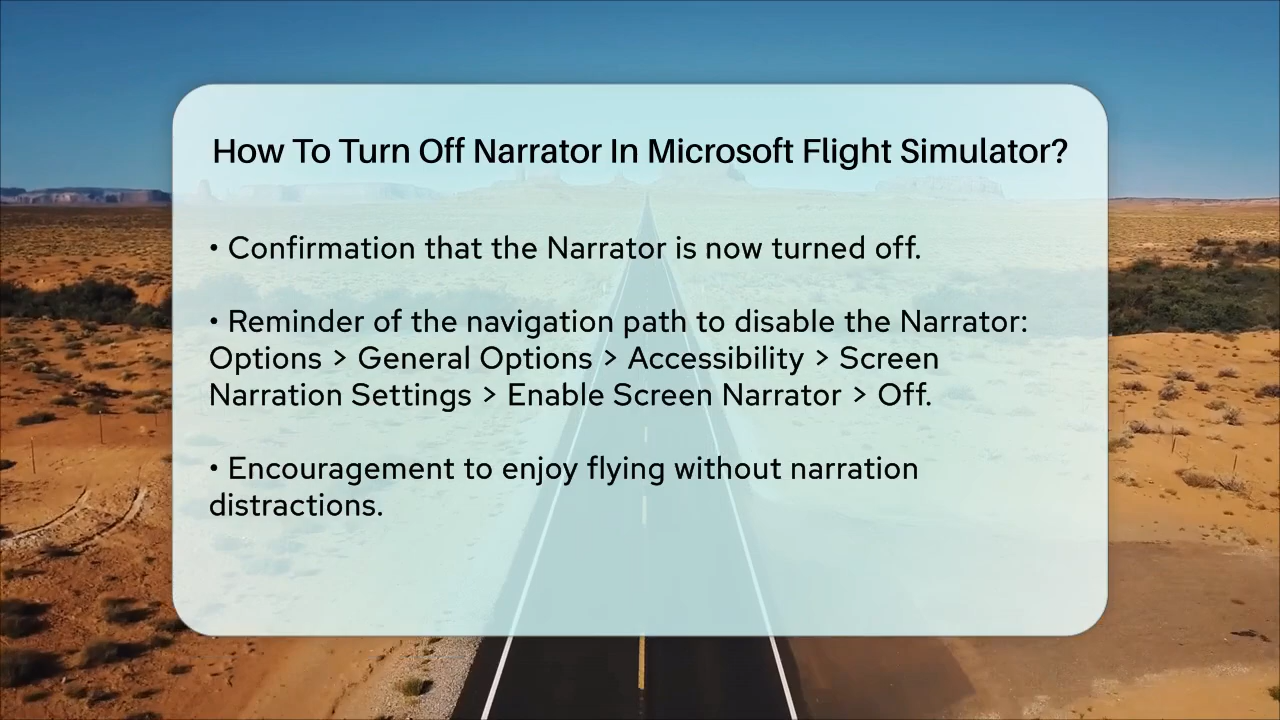 How To Turn Off Narrator In Microsoft Flight Simulator?
• Confirmation that the Narrator is now turned off.
• Reminder of the navigation path to disable the Narrator:
Options > General Options > Accessibility > Screen
Narration Settings > Enable Screen Narrator > Off.
• Encouragement to enjoy flying without narration
distractions.